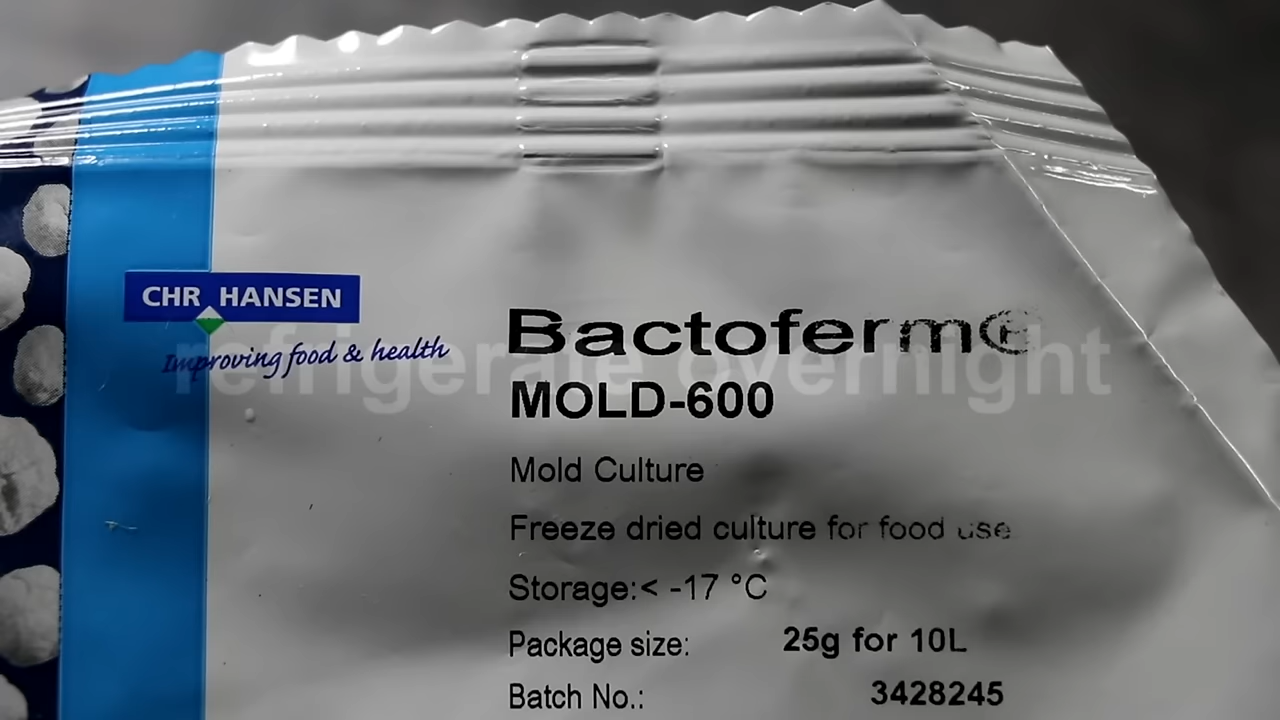 CHR HANSEN
Improving food & health
Bactoferm®
refrigerate overnight
MOLD-600
Mold Culture
Freeze dried culture for food use
Storage:< -17 °C
Package size: 25g for 10L
Batch No.: 3428245